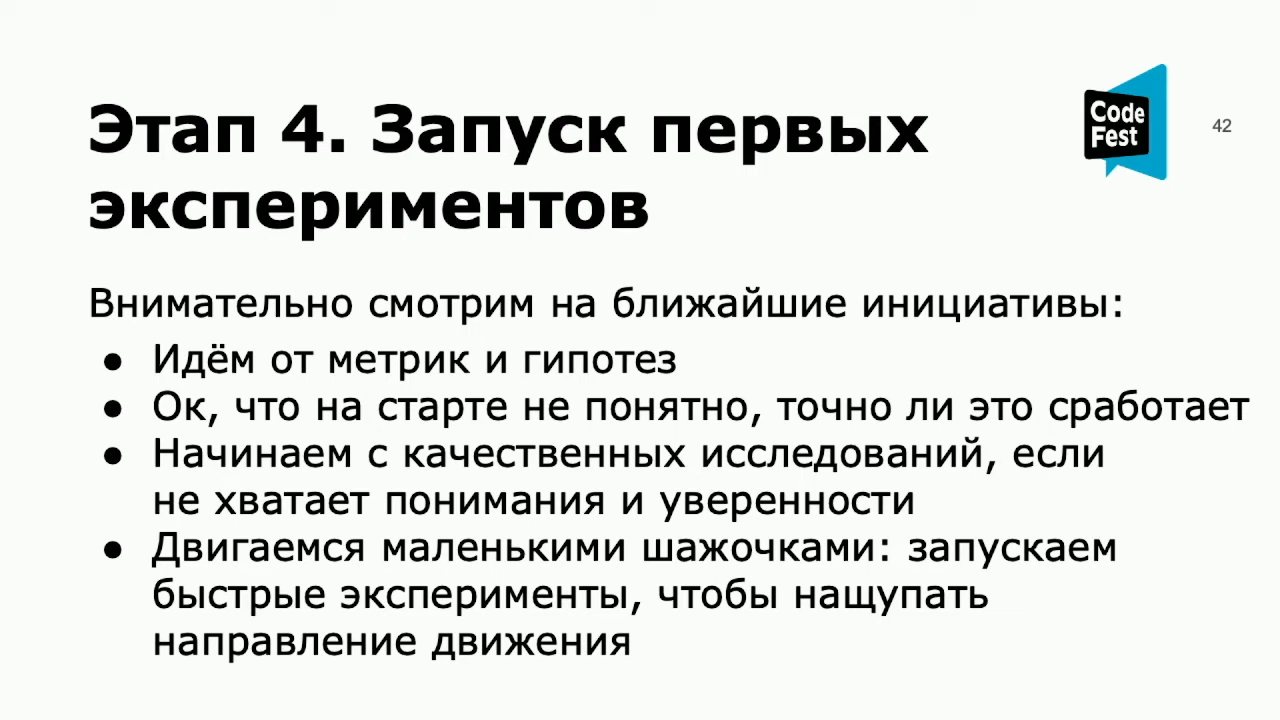 Этап 4. Запуск первых
экспериментов
Code
Fest
42
Внимательно смотрим на ближайшие инициативы:
● Идём от метрик и гипотез
● Ок, что на старте не понятно, точно ли это сработает
● Начинаем с качественных исследований, если
не хватает понимания и уверенности
● Двигаемся маленькими шажочками: запускаем
быстрые эксперименты, чтобы нащупать
направление движения